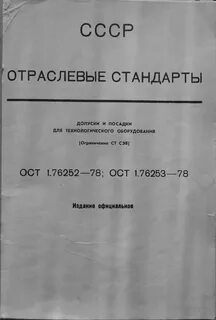 СССР
ОТРАСЛЕВЫЕ СТАНДАРТЫ
ДОПУСКИ И ПОСАДКИ
ДЛЯ ТЕХНОЛОГИЧЕСКОГО ОБОРУДОВАНИЯ
(Ограничение СТ СЭВ)
ОСТ 1.76252—78; ОСТ 1.76253—78
Издание официальное